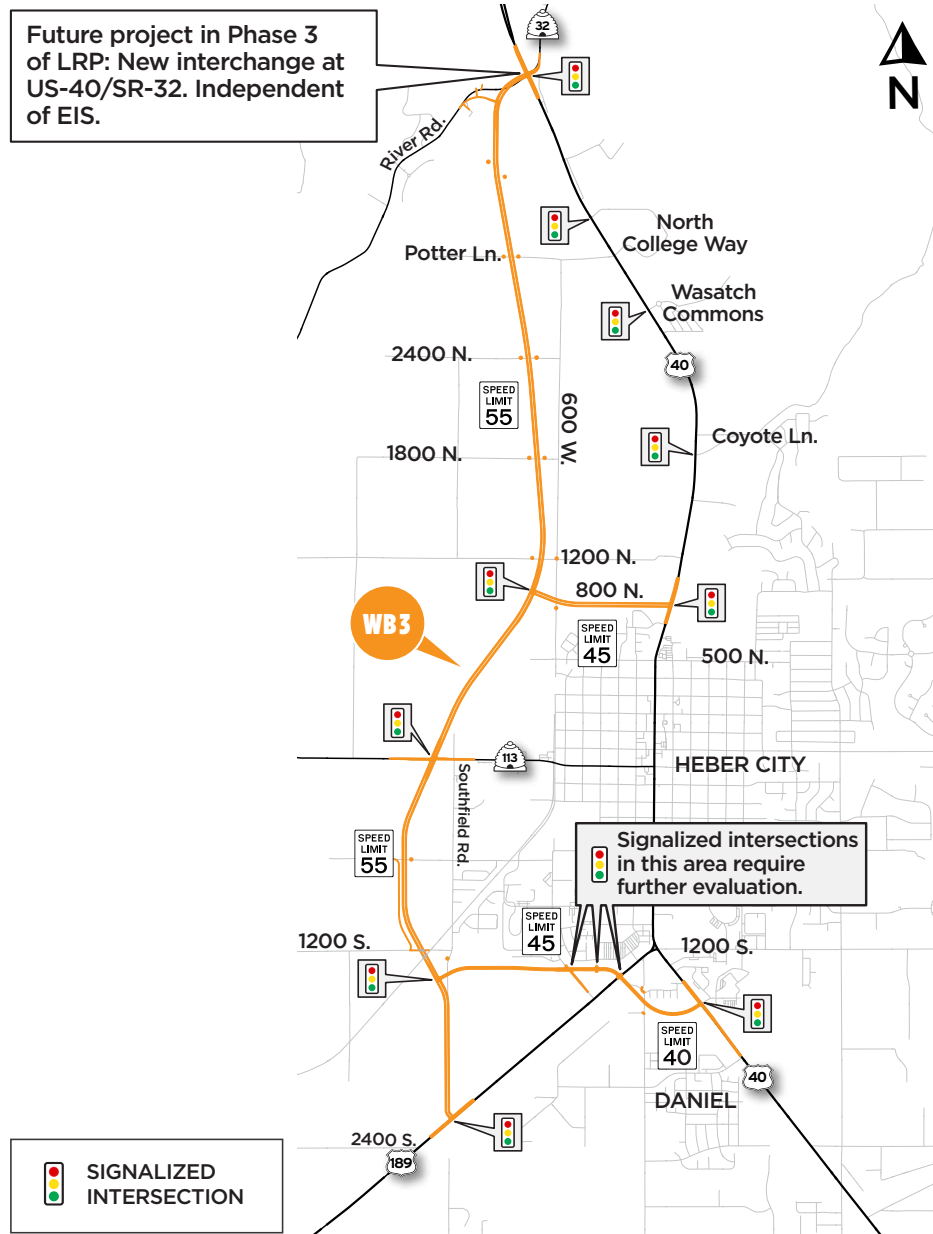 Future project in Phase 3
of LRP: New interchange at
US-40/SR-32. Independent
of EIS.
32
N
River Rd.
North
College Way
Potter Ln.
Wasatch
Commons
2400 N.
40
SPEED
LIMIT
55
600 W.
Coyote Ln.
1800 N.
1200 N.
800 N.
WB3
SPEED
LIMIT
45
500 N.
113
HEBER CITY
Southfield Rd.
SPEED
LIMIT
55
Signalized intersections
in this area require
further evaluation.
SPEED
LIMIT
45
1200 S.
1200 S.
SPEED
LIMIT
40
40
DANIEL
2400 S.
189
SIGNALIZED
INTERSECTION